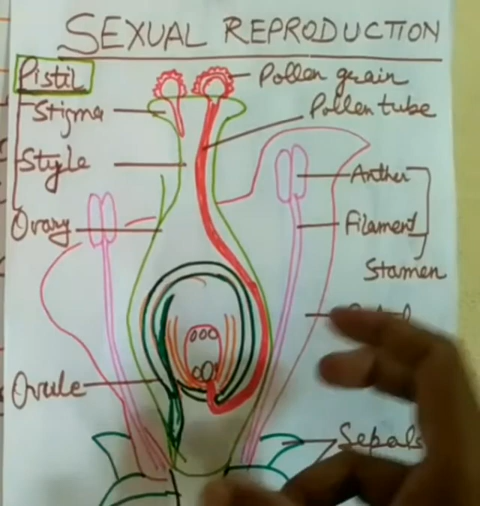 SEXUAL REPRODUCTION
Pistil
Pollen grain
Stigma
Pollen tube
Style
Anther
Ovary
Filament
Stamen
Ovule
Sepals